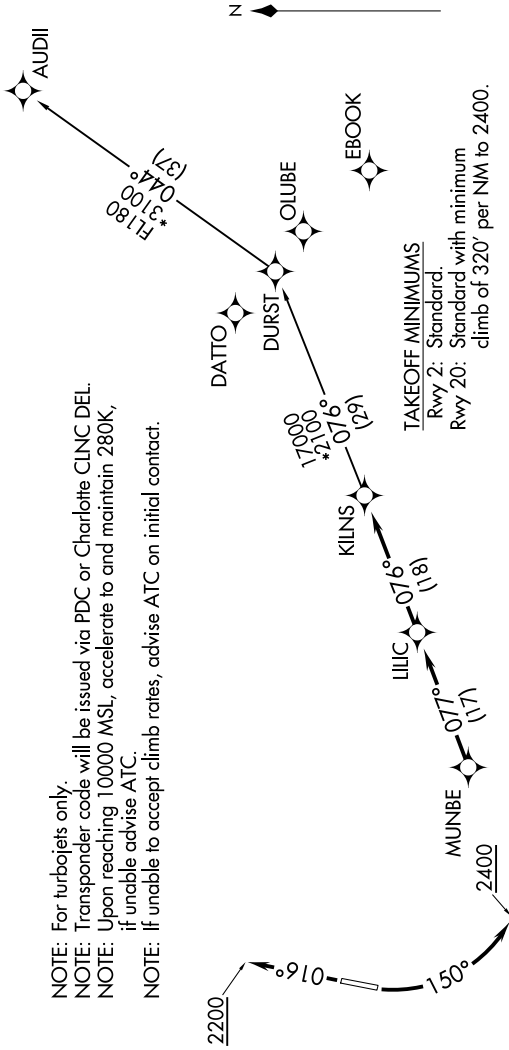 NOTE: For turbojets only.
NOTE: Transponder code will be issued via PDC or Charlotte CLNC DEL.
NOTE: Upon reaching 10000 MSL, accelerate to and maintain 280K,
if unable advise ATC.
NOTE: If unable to accept climb rates, advise ATC on initial contact.
N
AUDII
FL180
*3100
044°
(37)
DATTO
DURST
OLUBE
EBOOK
17000
*2100
076°
(29)
KILNS
076°
(18)
LILIC
077°
(17)
MUNBE
2200
016°
150°
2400
TAKEOFF MINIMUMS
Rwy 2: Standard.
Rwy 20: Standard with minimum
climb of 320' per NM to 2400.